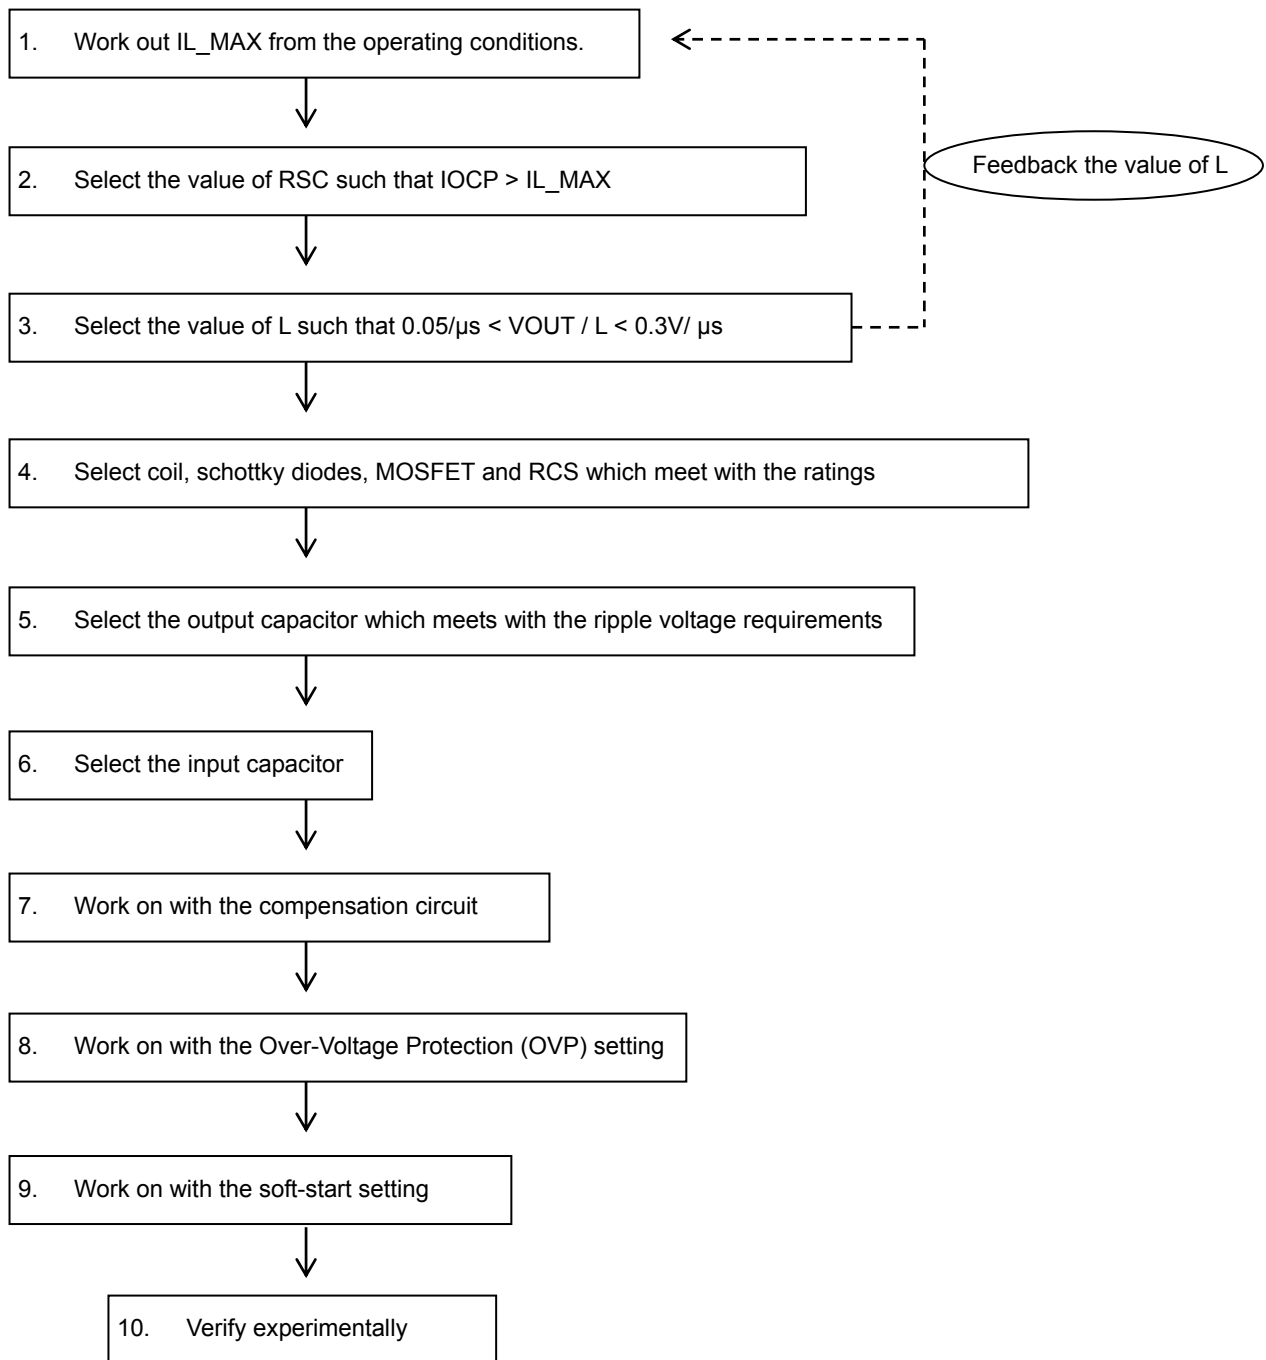 1. Work out IL_MAX from the operating conditions.
Feedback the value of L
2. Select the value of RSC such that IOCP > IL_MAX
3. Select the value of L such that 0.05/µs < VOUT / L < 0.3V/ µs
4. Select coil, schottky diodes, MOSFET and RCS which meet with the ratings
5. Select the output capacitor which meets with the ripple voltage requirements
6. Select the input capacitor
7. Work on with the compensation circuit
8. Work on with the Over-Voltage Protection (OVP) setting
9. Work on with the soft-start setting
10. Verify experimentally